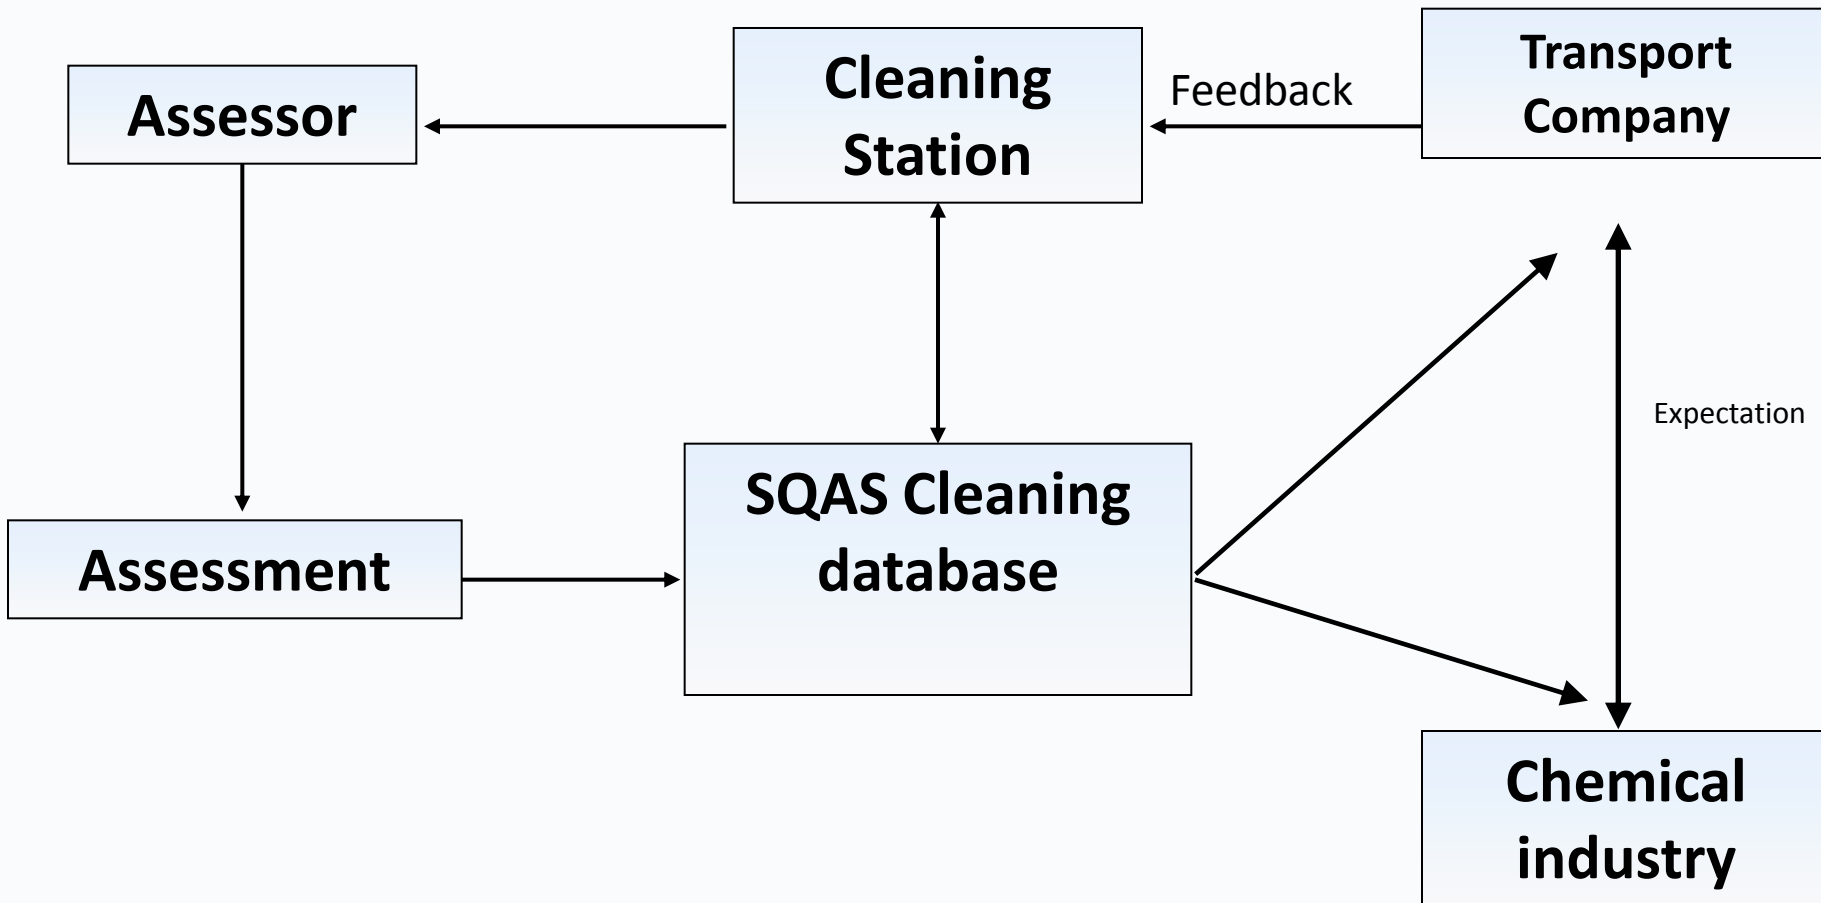 Assessor
Cleaning
Station
Feedback
Transport
Company
Expectation
Assessment
SQAS Cleaning
database
Chemical
industry